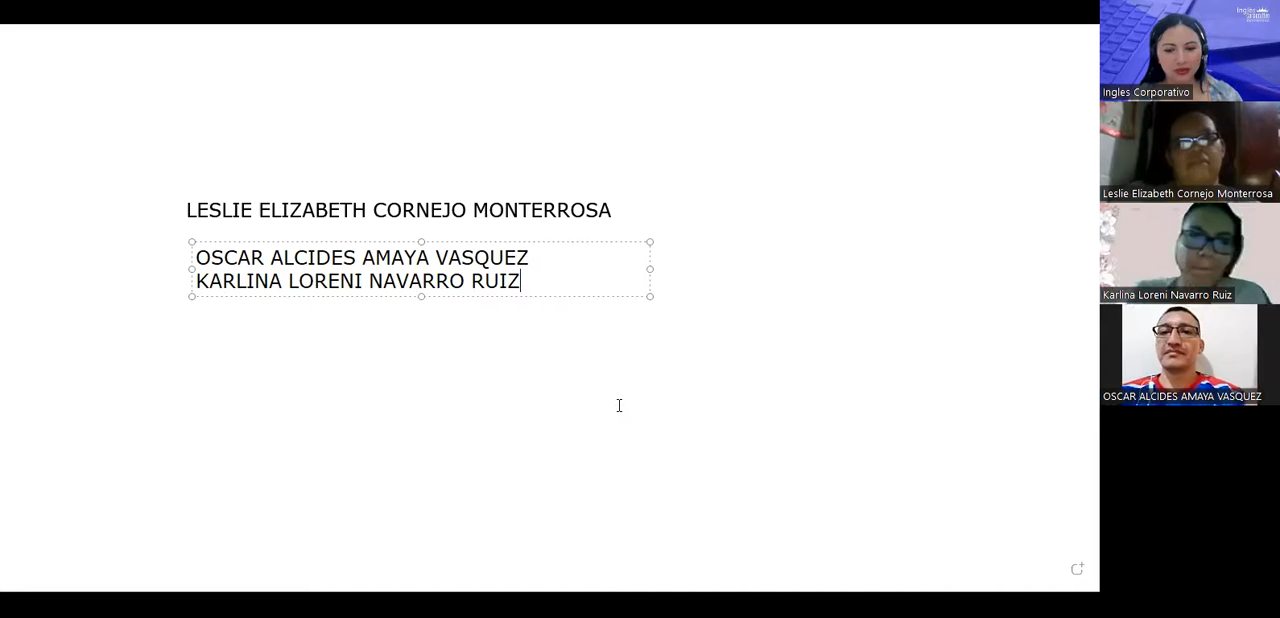 LESLIE ELIZABETH CORNEJO MONTERROSA
OSCAR ALCIDES AMAYA VASQUEZ
KARLINA LORENI NAVARRO RUIZ
Ingles
Ingles Corporativo
Leslie Elizabeth Cornejo Monterrosa
Karlina Loreni Navarro Ruiz
OSCAR ALCIDES AMAYA VASQUEZ